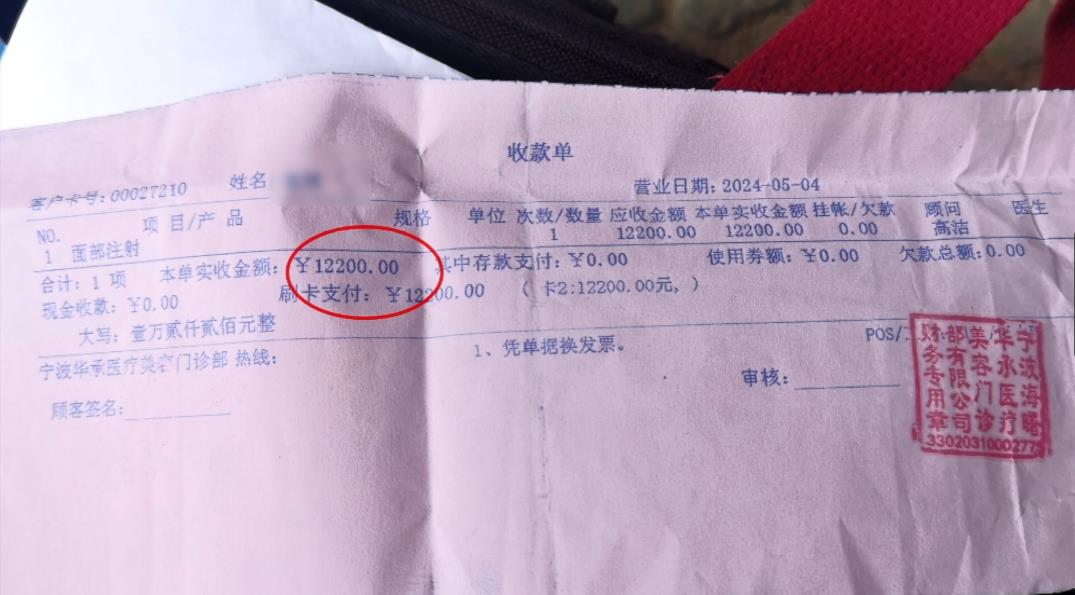 收款单
客户卡号:00027210 姓名 营业日期:2024-05-04
NO. 项目/产品 规格 单位 次数/数量 应收金额 本单实收金额 挂帐/欠款 顾问 医生
1 面部注射 1 12200.00 12200.00 0.00 高洁
合计: 1 项 本单实收金额: ￥12200.00 其中存款支付: ￥0.00 使用券额: ￥0.00 欠款总额: 0.00
现金收款: ￥0.00 刷卡支付: ￥12200.00 ( 卡2:12200.00元, )
大写: 壹万贰仟贰佰元整 POS/
宁波华承医疗美容门诊部 热线: 1、凭单据换发票。
审核:
顾客签名:
宁波海曙
华承医疗
美容门诊
部有限公司
财务专用章